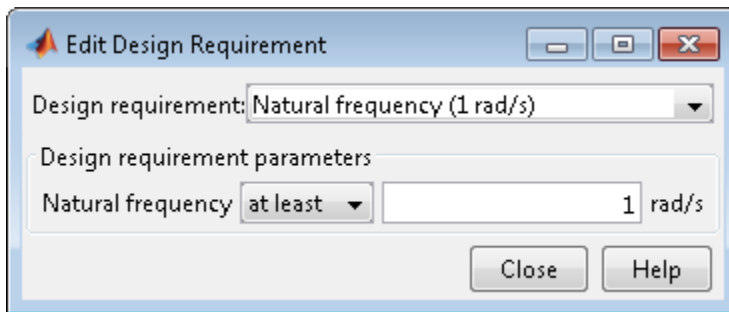 Edit Design Requirement
Design requirement: Natural frequency (1 rad/s)
Design requirement parameters
Natural frequency at least 1 rad/s
Close Help